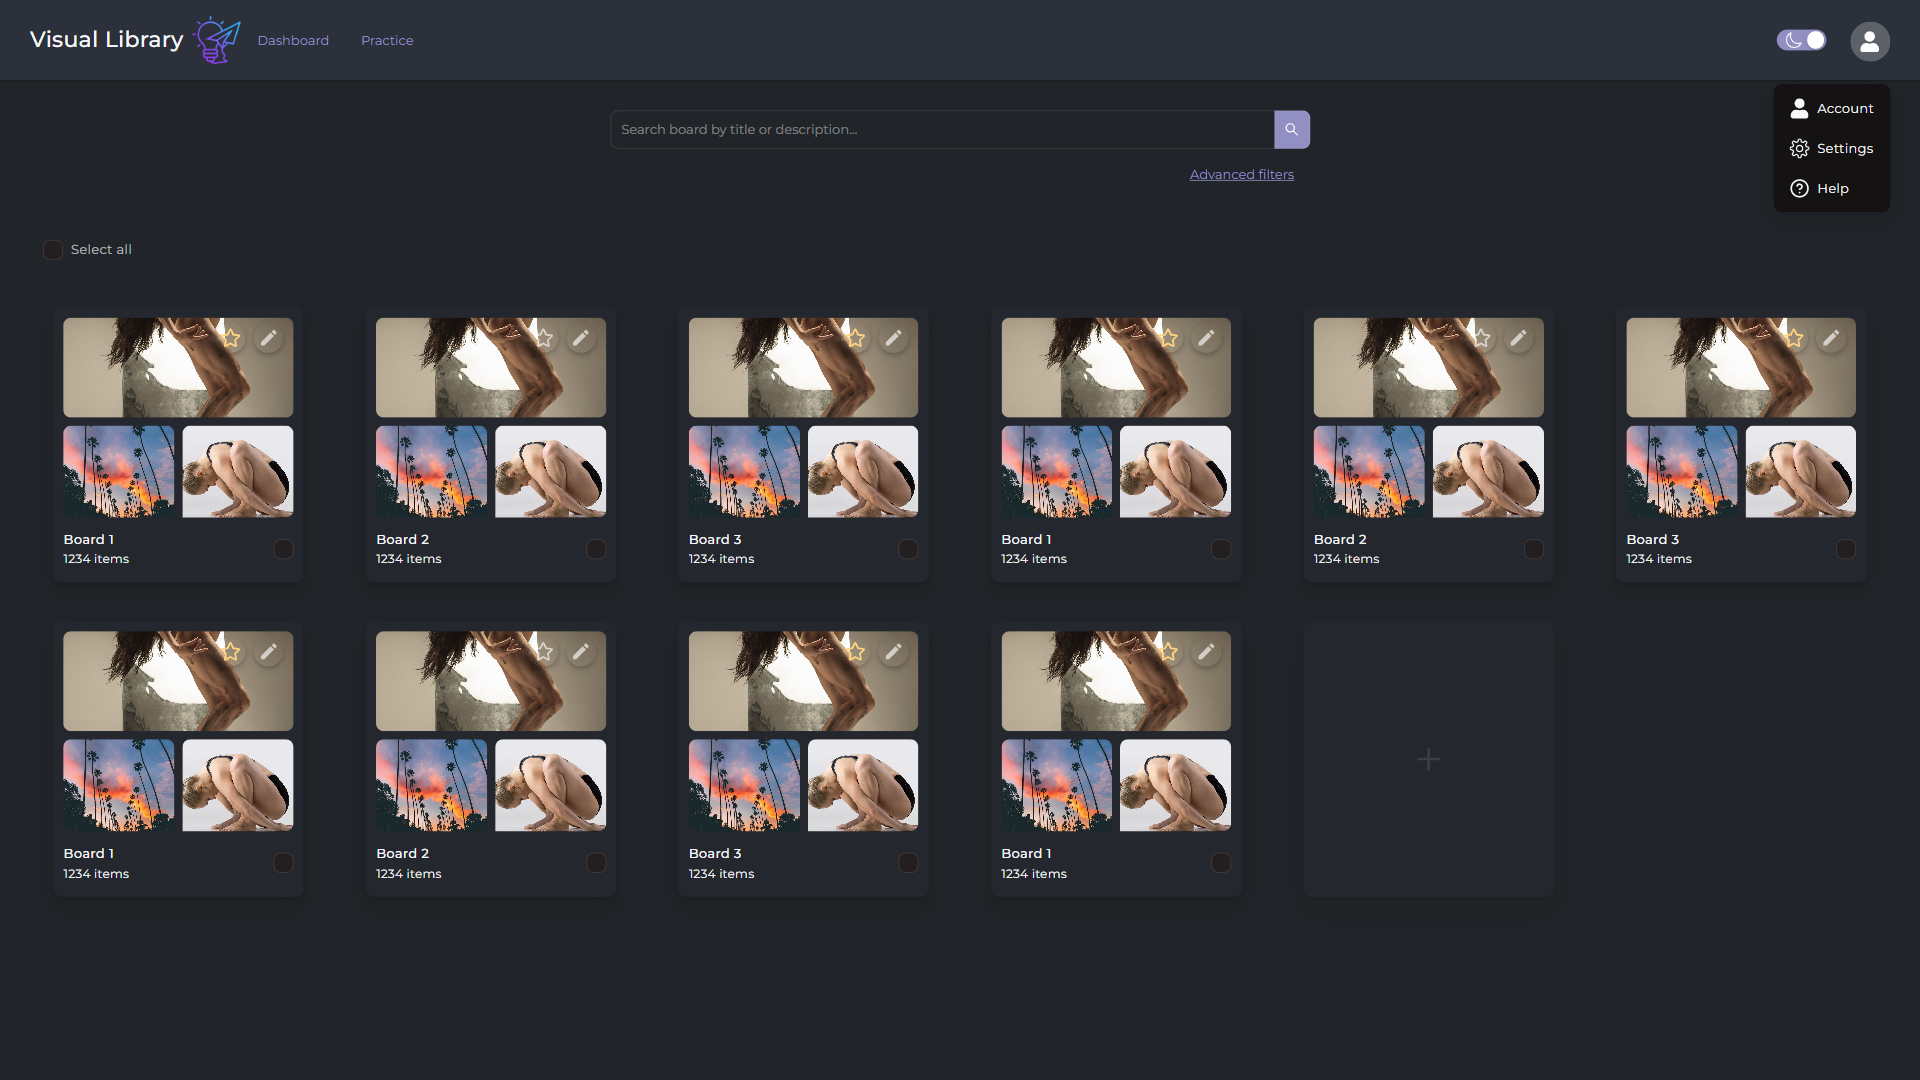 Visual Library
Dashboard
Practice
Account
Settings
Help
Search board by title or description...
Advanced filters
Select all
Board 1
1234 items
Board 2
1234 items
Board 3
1234 items
Board 1
1234 items
Board 2
1234 items
Board 3
1234 items
Board 1
1234 items
Board 2
1234 items
Board 3
1234 items
Board 1
1234 items